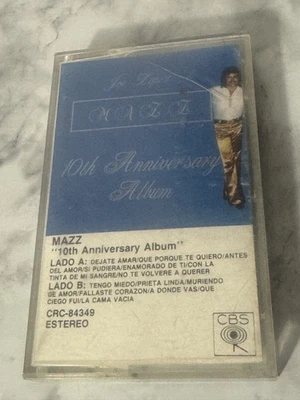 MAZZ
10th Anniversary
Album
MAZZ
"10th Anniversary Album"
LADO A: DEJATE AMAR/QUE PORQUE TE QUIERO/ANTES
DEL AMOR/SI PUDIERA/ENAMORADO DE TI/CON LA
TINTA DE MI SANGRE/NO TE VOLVERE A QUERER
LADO B: TENGO MIEDO/PRIETA LINDA/MURIENDO
DE AMOR/FALLASTE CORAZON/A DONDE VAS/QUE
DIEGO FUI/LA CAMA VACIA
CRC-84349
ESTEREO
CBS